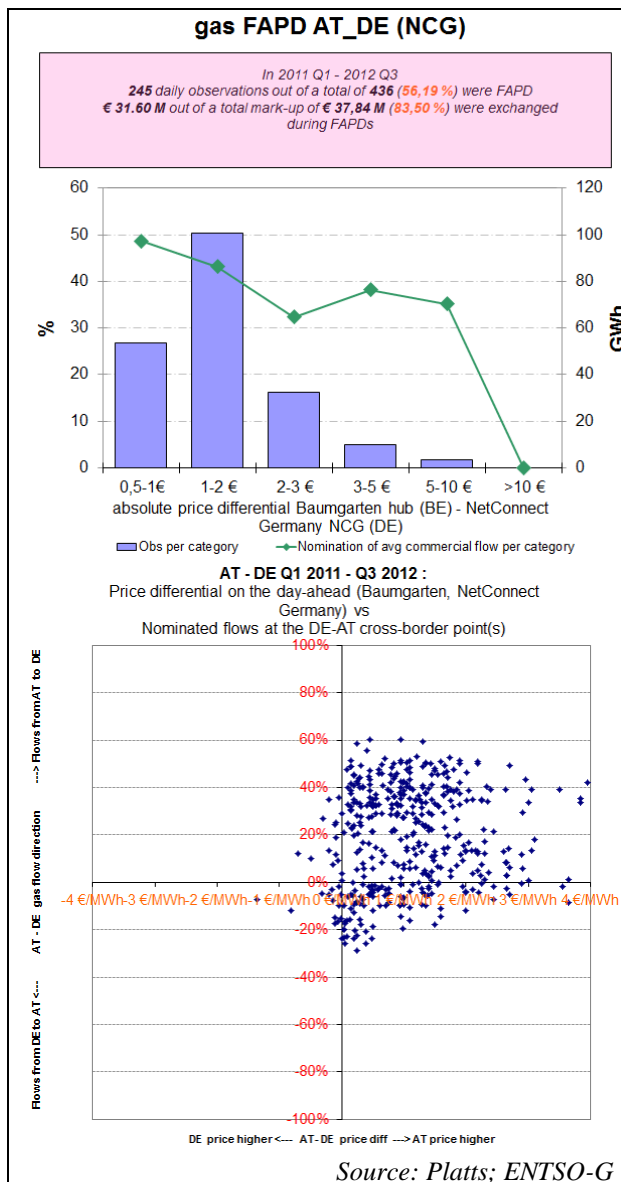 gas FAPD AT_DE (NCG)
In 2011 Q1 - 2012 Q3
245 daily observations out of a total of 436 (56,19 %) were FAPD
€ 31.60 M out of a total mark-up of € 37,84 M (83,50 %) were exchanged
during FAPDs
60
50
40
30
20
10
0
%
120
100
80
60
40
20
0
GWh
0,5-1€ 1-2 € 2-3 € 3-5 € 5-10 € >10 €
absolute price differential Baumgarten hub (BE) - NetConnect
Germany NCG (DE)
Obs per category Nomination of avg commercial flow per category
AT - DE Q1 2011 - Q3 2012 :
Price differential on the day-ahead (Baumgarten, NetConnect
Germany) vs
Nominated flows at the DE-AT cross-border point(s)
100%
80%
60%
40%
20%
0%
-20%
-40%
-60%
-80%
-100%
-4 €/MWh -3 €/MWh -2 €/MWh -1 €/MWh 0 €/MWh 1 €/MWh 2 €/MWh 3 €/MWh 4 €/MWh
Flows from DE to AT <--- AT - DE gas flow direction ---> Flows from AT to DE
DE price higher <--- AT- DE price diff ---> AT price higher
Source: Platts; ENTSO-G